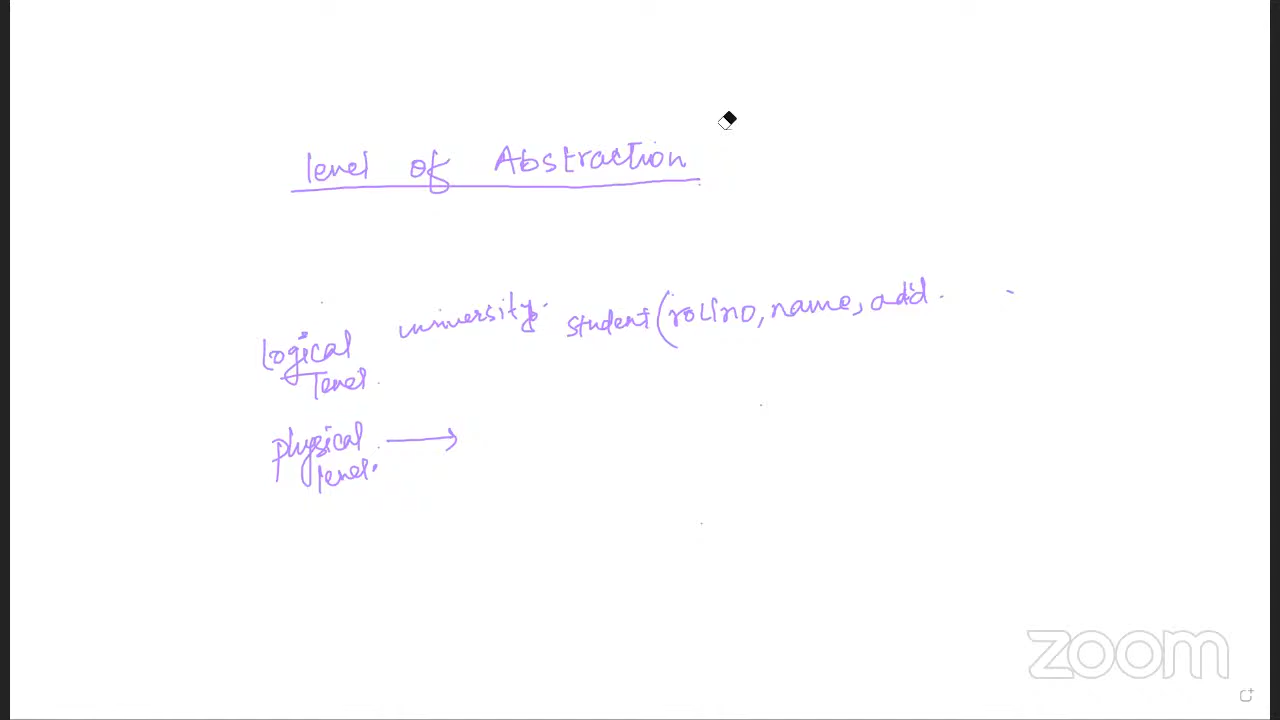 level of Abstraction
Logical level university. student (rollno, name, add.
physical level. →
zoom